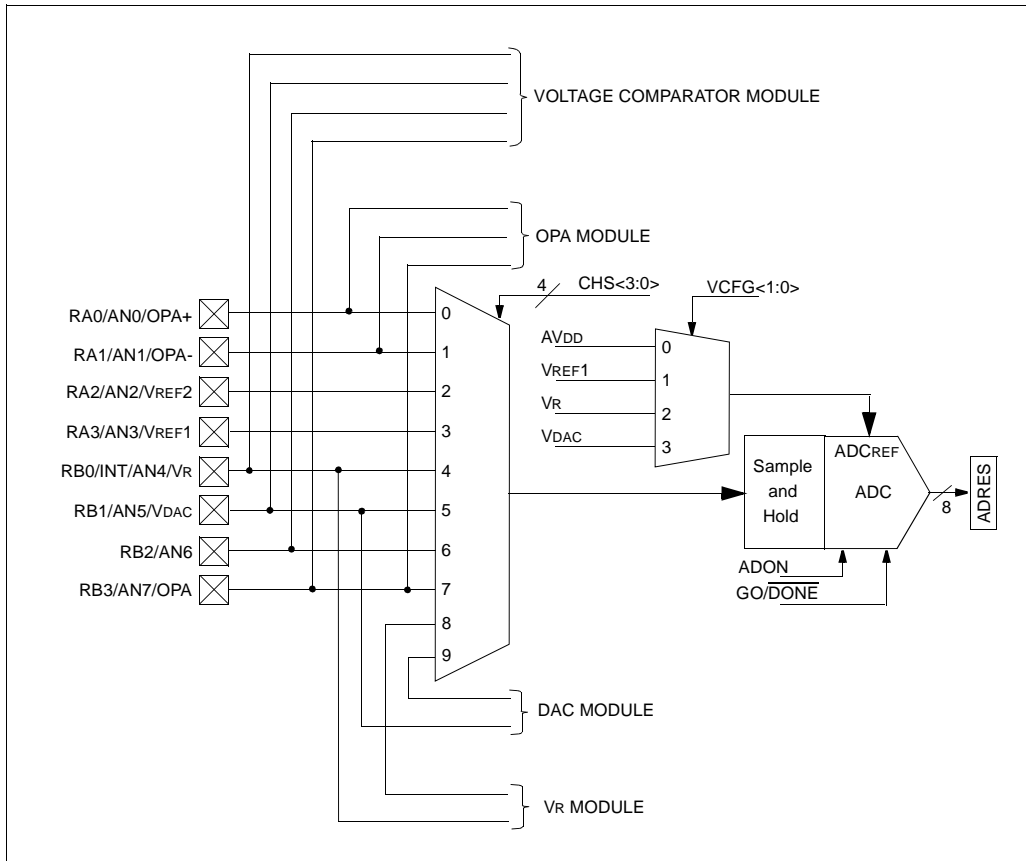 VOLTAGE COMPARATOR MODULE
OPA MODULE
4
CHS<3:0>
VCFG<1:0>
RA0/AN0/OPA+
0
RA1/AN1/OPA-
1
RA2/AN2/VREF2
2
RA3/AN3/VREF1
3
RB0/INT/AN4/VR
4
RB1/AN5/VDAC
5
RB2/AN6
6
RB3/AN7/OPA
7
8
9
AVDD
0
VREF1
1
VR
2
VDAC
3
Sample
and
Hold
ADCREF
ADC
8
ADRES
ADON
GO/DONE
DAC MODULE
VR MODULE